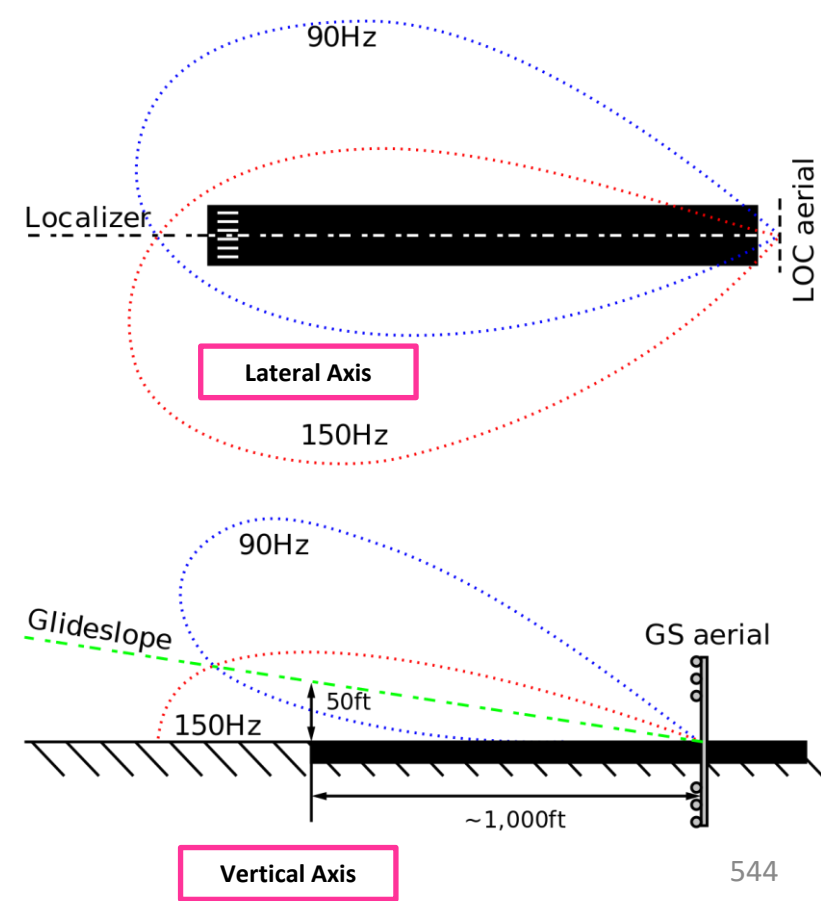 90Hz
Localizer
LOC aerial
Lateral Axis
150Hz
90Hz
Glideslope
GS aerial
50ft
150Hz
~1,000ft
Vertical Axis
544